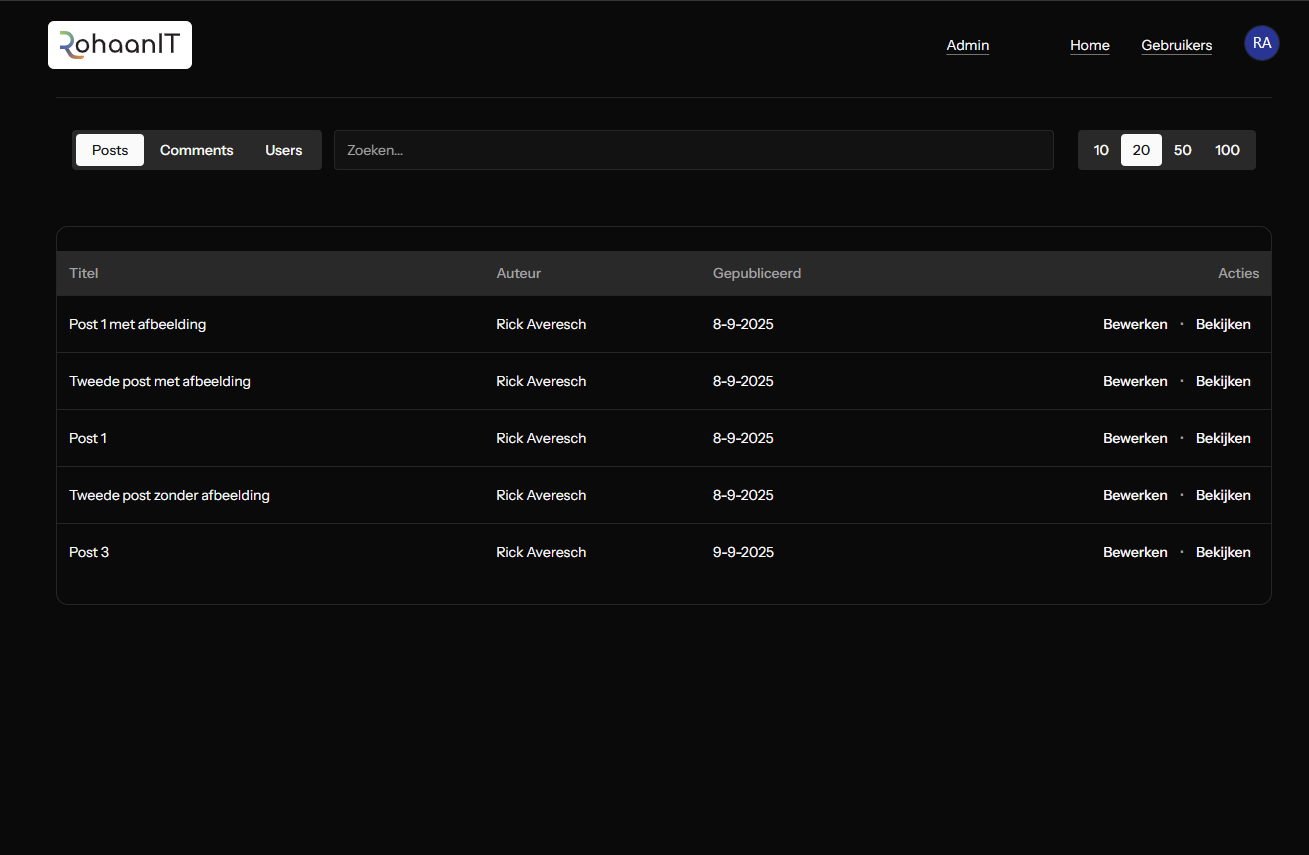 RohaanIT Admin Home Gebruikers RA
Posts Comments Users Zoeken... 10 20 50 100
Titel Auteur Gepubliceerd Acties
Post 1 met afbeelding Rick Averesch 8-9-2025 Bewerken · Bekijken
Tweede post met afbeelding Rick Averesch 8-9-2025 Bewerken · Bekijken
Post 1 Rick Averesch 8-9-2025 Bewerken · Bekijken
Tweede post zonder afbeelding Rick Averesch 8-9-2025 Bewerken · Bekijken
Post 3 Rick Averesch 9-9-2025 Bewerken · Bekijken